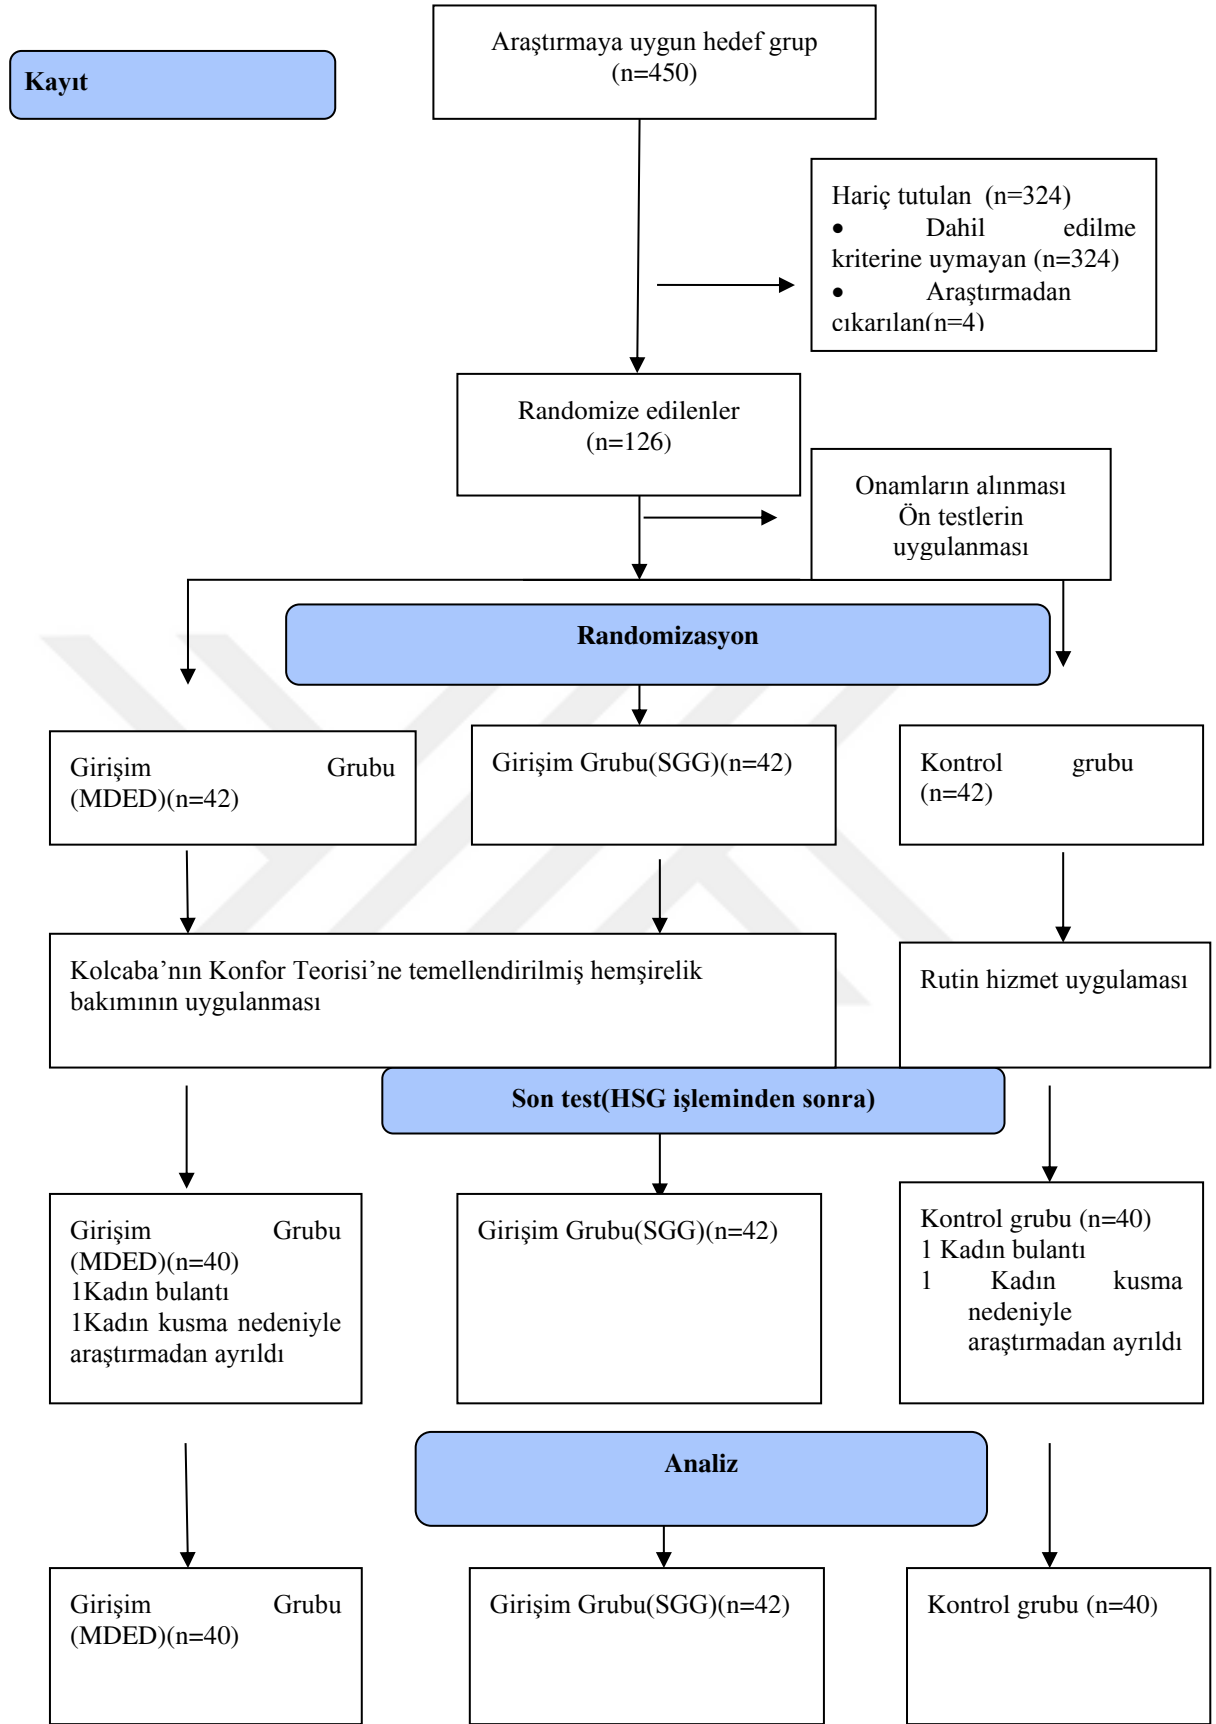 Araştırmaya uygun hedef grup
(n=450)
Kayıt
Hariç tutulan (n=324)
• Dahil edilme
kriterine uymayan (n=324)
• Araştırmadan
cıkarılan(n=4)
Randomize edilenler
(n=126)
Onamların alınması
Ön testlerin
uygulanması
Randomizasyon
Girişim Grubu
(MDED)(n=42)
Girişim Grubu(SGG)(n=42)
Kontrol grubu
(n=42)
Kolcaba’nın Konfor Teorisi’ne temellendirilmiş hemşirelik
bakımının uygulanması
Rutin hizmet uygulaması
Son test(HSG işleminden sonra)
Girişim Grubu
(MDED)(n=40)
1Kadın bulantı
1Kadın kusma nedeniyle
araştırmadan ayrıldı
Girişim Grubu(SGG)(n=42)
Kontrol grubu (n=40)
1 Kadın bulantı
1 Kadın kusma
nedeniyle
araştırmadan ayrıldı
Analiz
Girişim Grubu
(MDED)(n=40)
Girişim Grubu(SGG)(n=42)
Kontrol grubu (n=40)